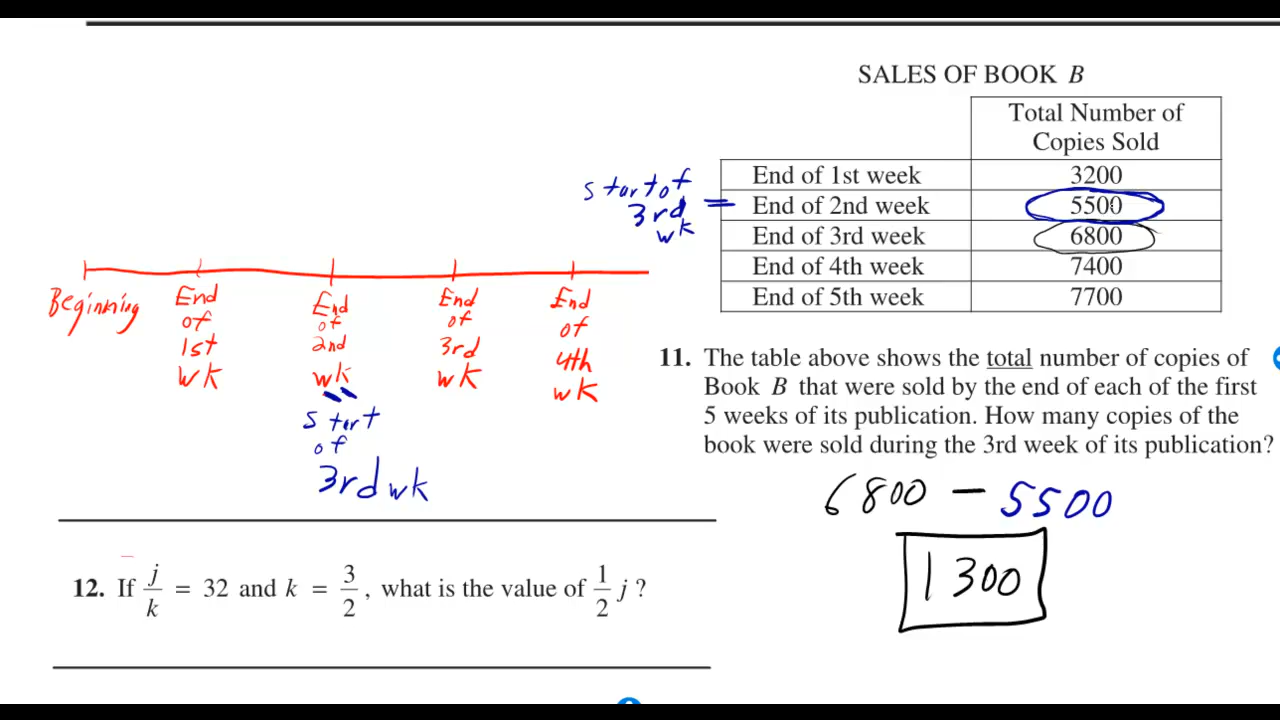 SALES OF BOOK B
Total Number of
Copies Sold
End of 1st week 3200
End of 2nd week 5500
End of 3rd week 6800
End of 4th week 7400
End of 5th week 7700
start of
3rd =
wk
Beginning
End
of
1st
wk
End
of
2nd
wk
start
of
3rd wk
End
of
3rd
wk
End
of
4th
wk
11. The table above shows the total number of copies of
Book B that were sold by the end of each of the first
5 weeks of its publication. How many copies of the
book were sold during the 3rd week of its publication?
6800 - 5500
1300
12. If j/k = 32 and k = 3/2, what is the value of 1/2 j ?